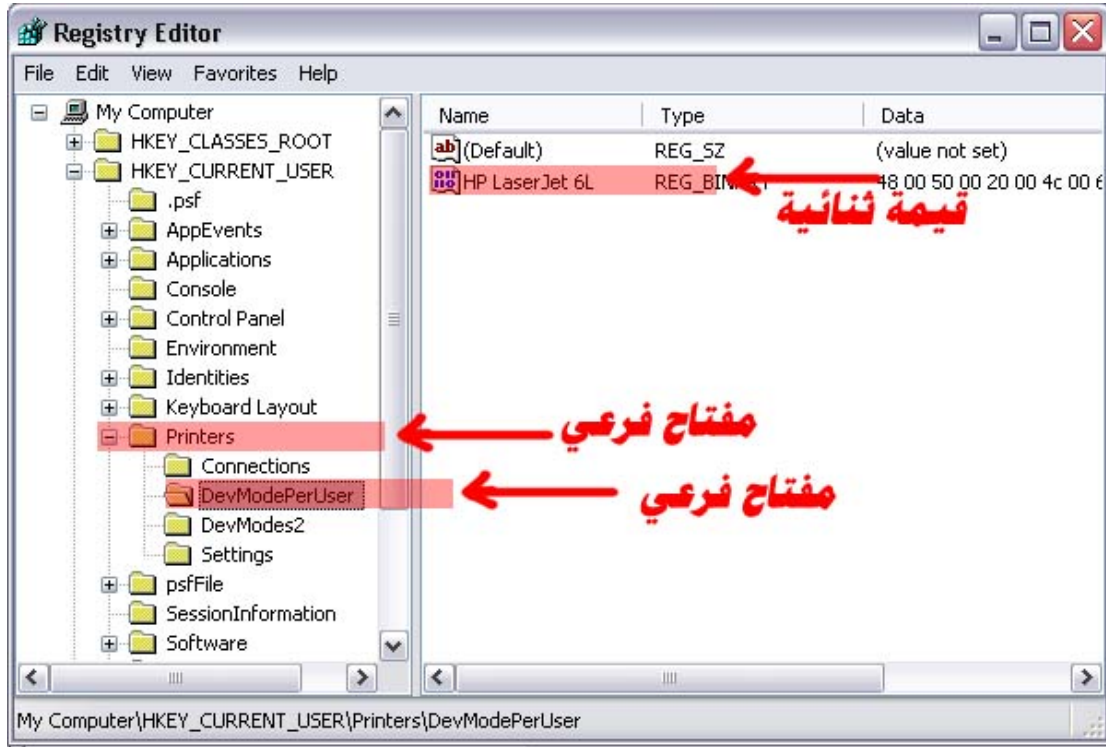 Registry Editor
File Edit View Favorites Help
My Computer
HKEY_CLASSES_ROOT
HKEY_CURRENT_USER
.psf
AppEvents
Applications
Console
Control Panel
Environment
Identities
Keyboard Layout
Printers
Connections
DevModePerUser
DevModes2
Settings
psfFile
SessionInformation
Software
Name Type Data
(Default) REG_SZ (value not set)
HP LaserJet 6L REG_BINARY 48 00 50 00 20 00 4c 00 6
قيمة ثنائية
مفتاح فرعي
مفتاح فرعي
My Computer\HKEY_CURRENT_USER\Printers\DevModePerUser